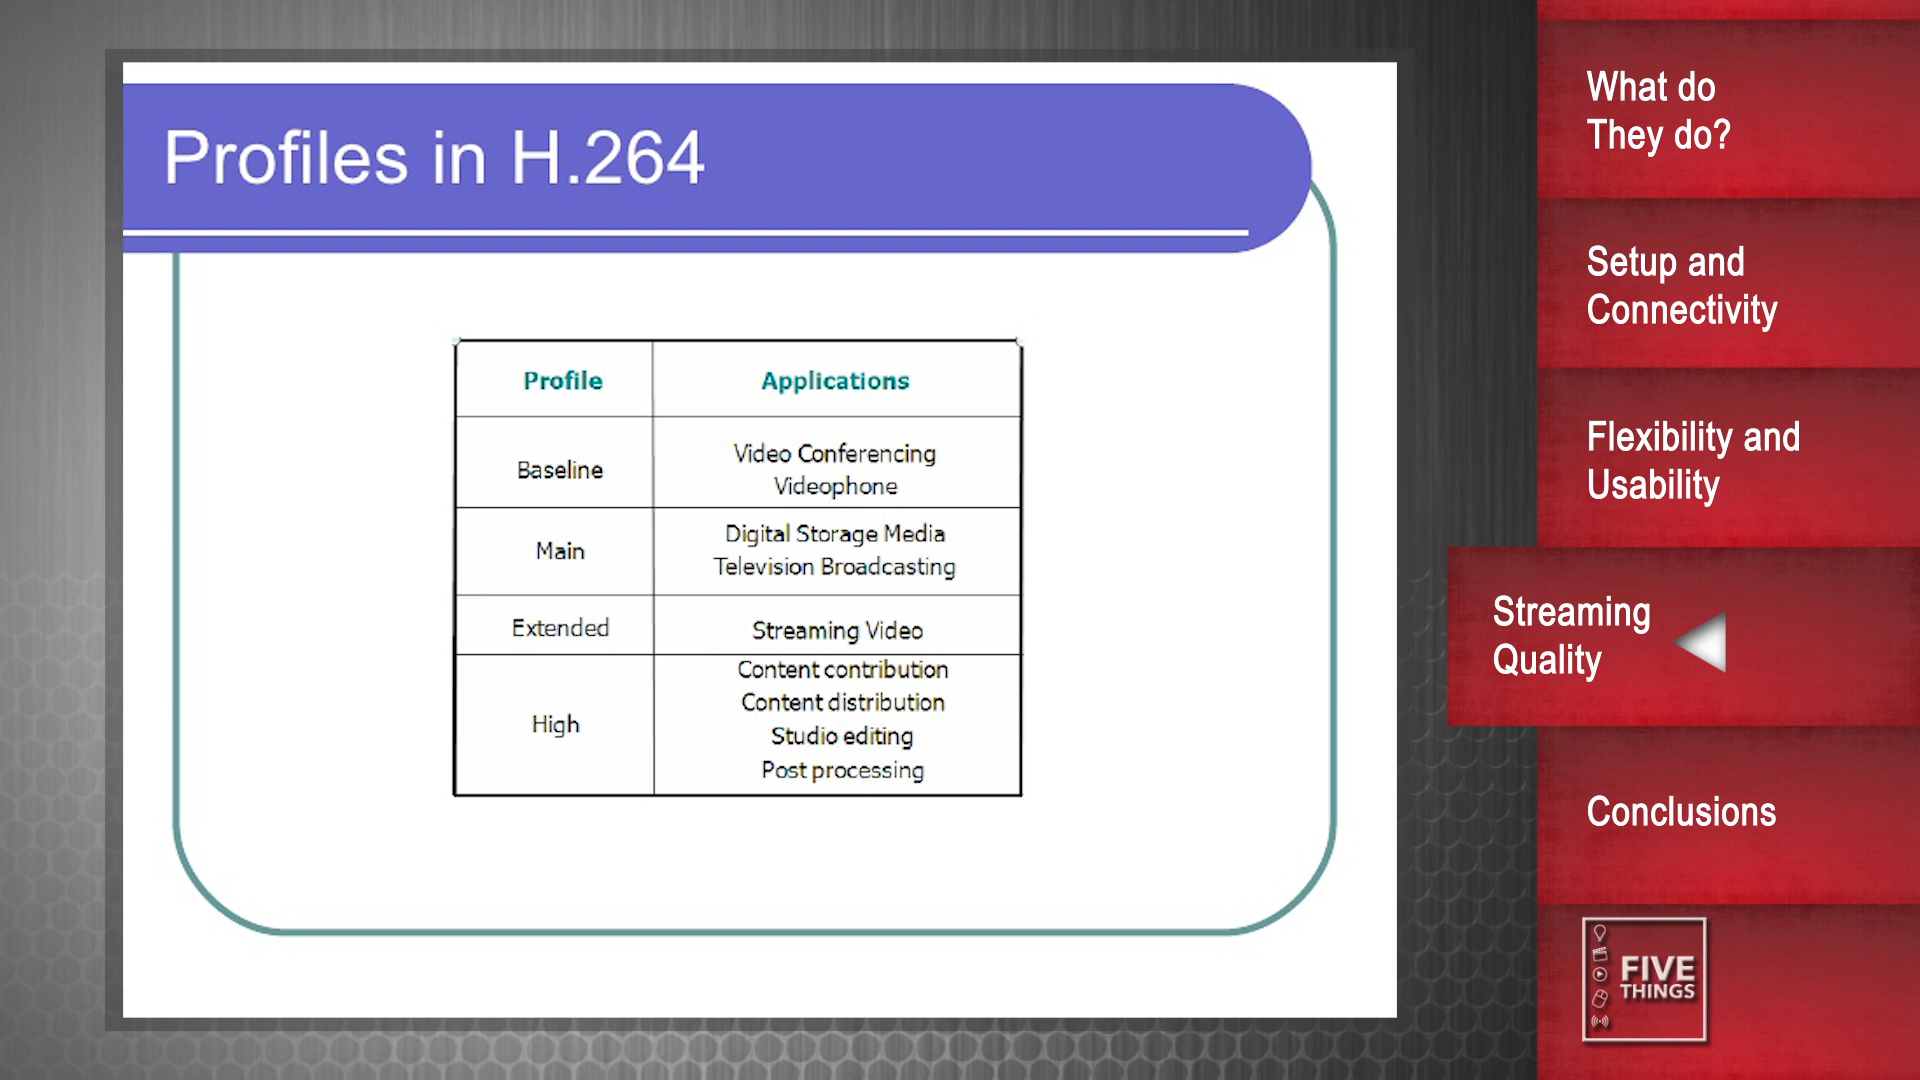 Profiles in H.264
Profile
Applications
Baseline
Video Conferencing
Videophone
Main
Digital Storage Media
Television Broadcasting
Extended
Streaming Video
High
Content contribution
Content distribution
Studio editing
Post processing
What do
They do?
Setup and
Connectivity
Flexibility and
Usability
Streaming
Quality
Conclusions
FIVE
THINGS